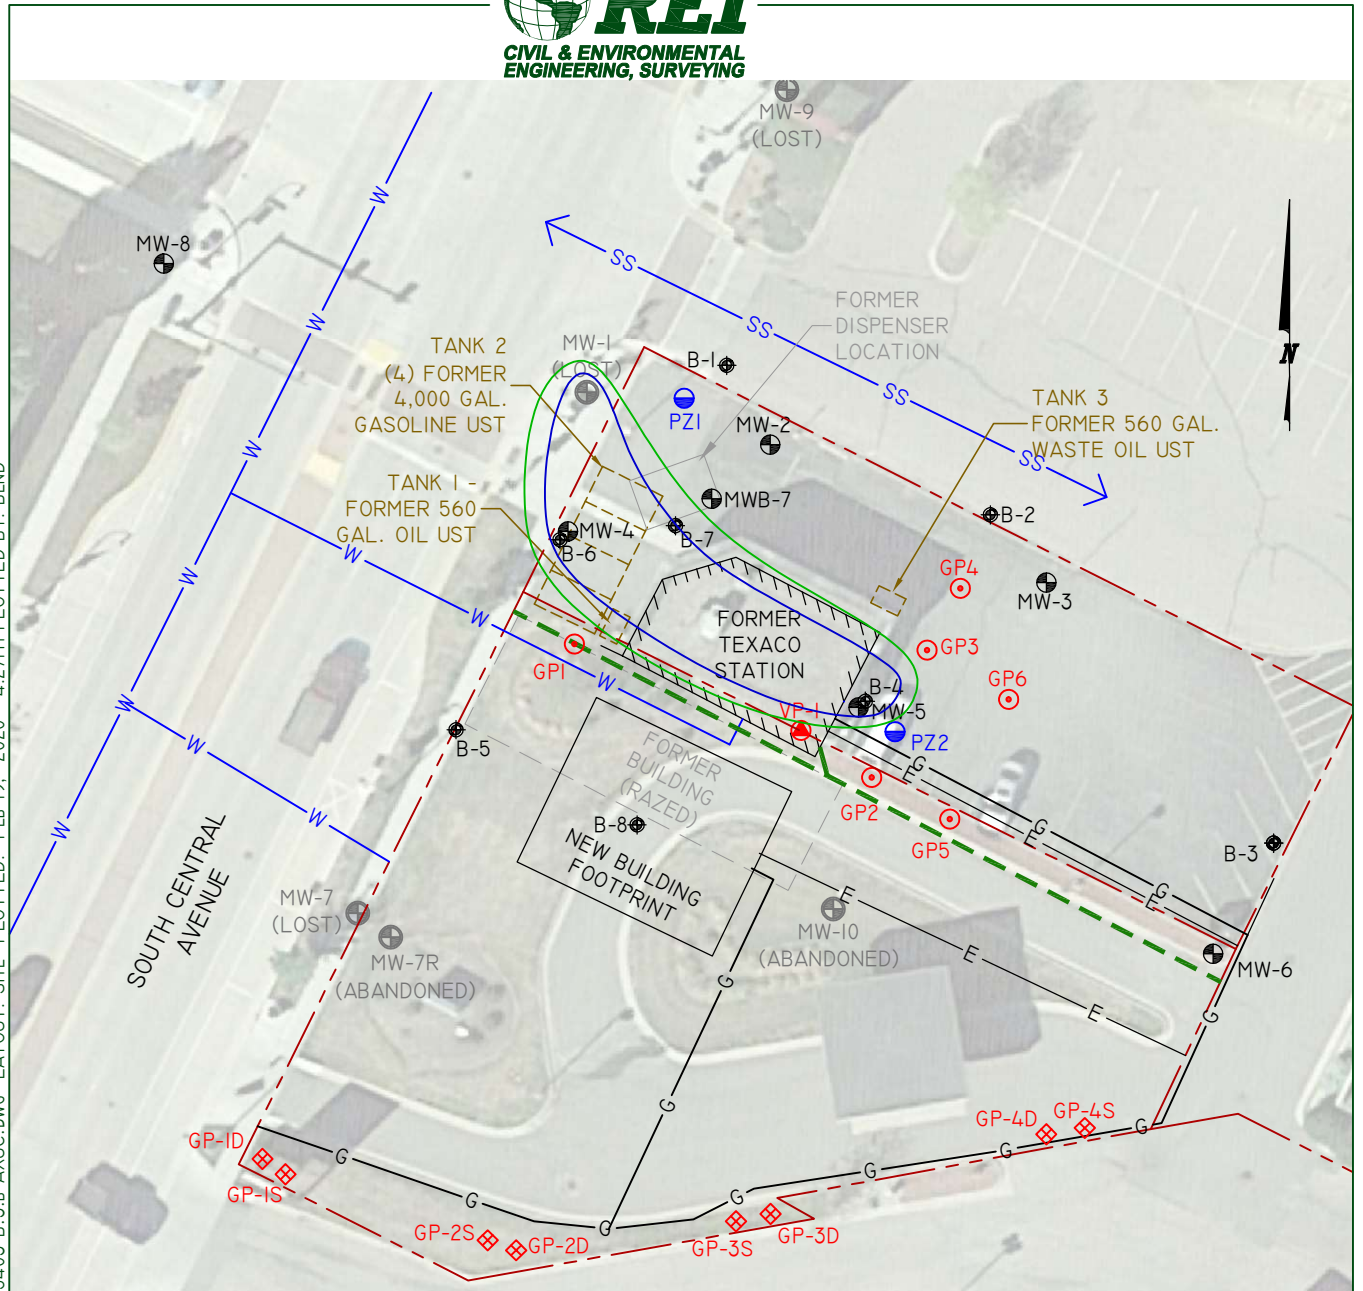 REI
CIVIL & ENVIRONMENTAL
ENGINEERING, SURVEYING
MW-9
(LOST)
W
MW-8
SS
FORMER
DISPENSER
LOCATION
N
W
SS
TANK 2
(4) FORMER
4,000 GAL.
GASOLINE UST
MW-1
(LOST)
B-1
PZ1
SS
TANK 3
FORMER 560 GAL.
WASTE OIL UST
MW-2
SS
W
TANK 1 -
FORMER 560
GAL. OIL UST
MWB-7
MW-4
B-6
B-7
B-2
W
W
GP4
MW-3
W
FORMER
TEXACO
STATION
GP3
GP1
W
GP6
B-4
MW-5
VP-1
W
W
B-5
PZ2
FORMER
BUILDING
(RAZED)
G
E
GP2
GP5
W
W
B-8
G
E
B-3
NEW BUILDING
FOOTPRINT
SOUTH CENTRAL
AVENUE
MW-7
(LOST)
MW-7R
(ABANDONED)
E
G
E
MW-10
(ABANDONED)
E
MW-6
G
E
G
G
GP-4D
GP-4S
G
GP-1D
GP-1S
G
G
G
G
G
G
GP-2S
GP-2D
GP-3S
GP-3D